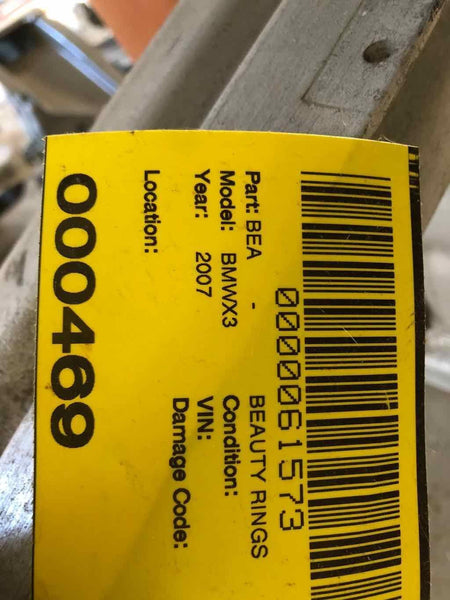 0000061573
Part: BEA - BEAUTY RINGS
Model: BMWX3 Condition:
Year: 2007 VIN:
Damage Code:
Location:
000469